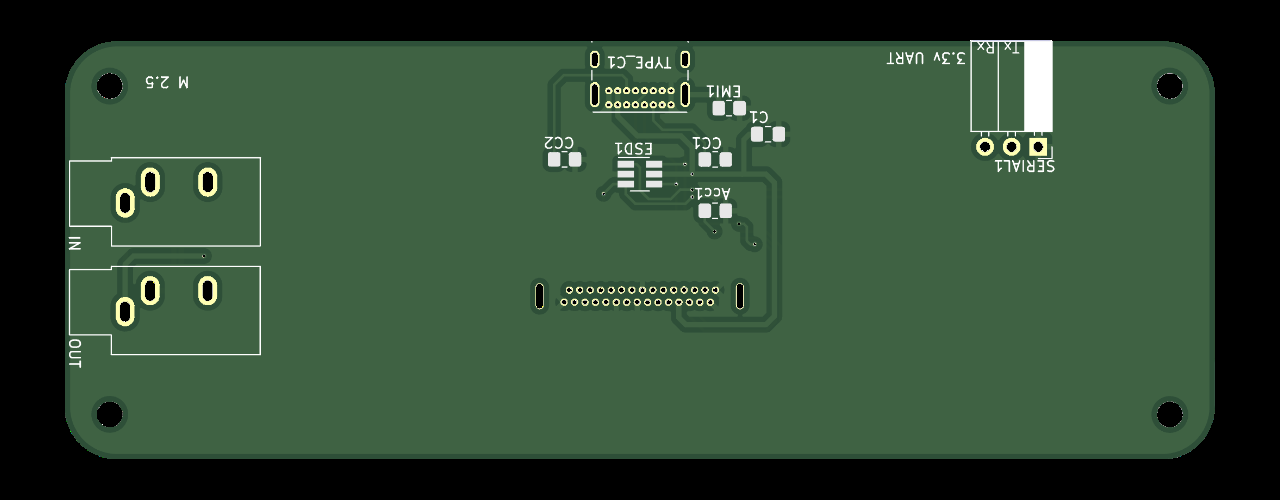 Rx Tx
3.3v UART
TYPE_C1
M 2.5
EMI1
C1
CC2
ESD1
CC1
SERIAL1
Acc1
IN
OUT